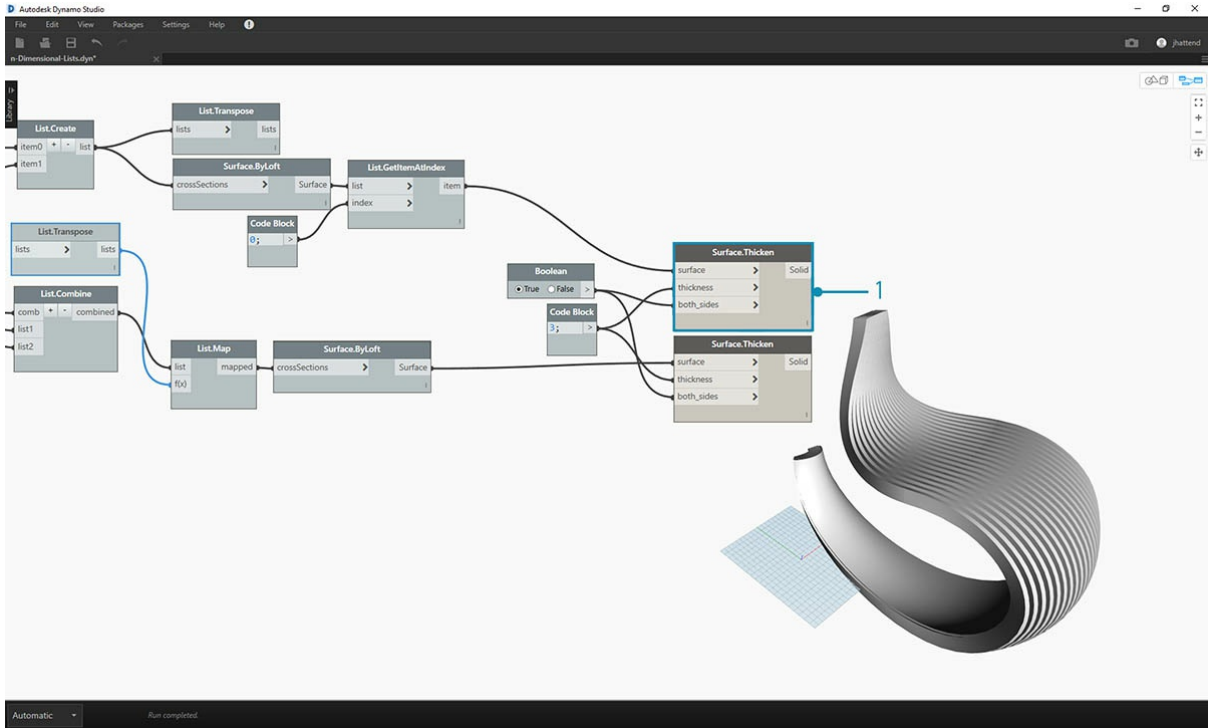 Autodesk Dynamo Studio
File Edit View Packages Settings Help !
jhattend
n-Dimensional-Lists.dyn* ×
Library
List.Create
item0 + - list
item1
List.Transpose
lists > lists
Surface.ByLoft
crossSections > Surface
List.GetItemAtIndex
list > item
index >
Code Block
0; >
List.Transpose
lists > lists
List.Combine
comb + - combined
list1
list2
List.Map
list mapped
f(x)
Surface.ByLoft
crossSections > Surface
Boolean
True False >
Code Block
3; >
Surface.Thicken
surface > Solid
thickness >
both_sides >
1
Surface.Thicken
surface > Solid
thickness >
both_sides >
Automatic
Run completed.